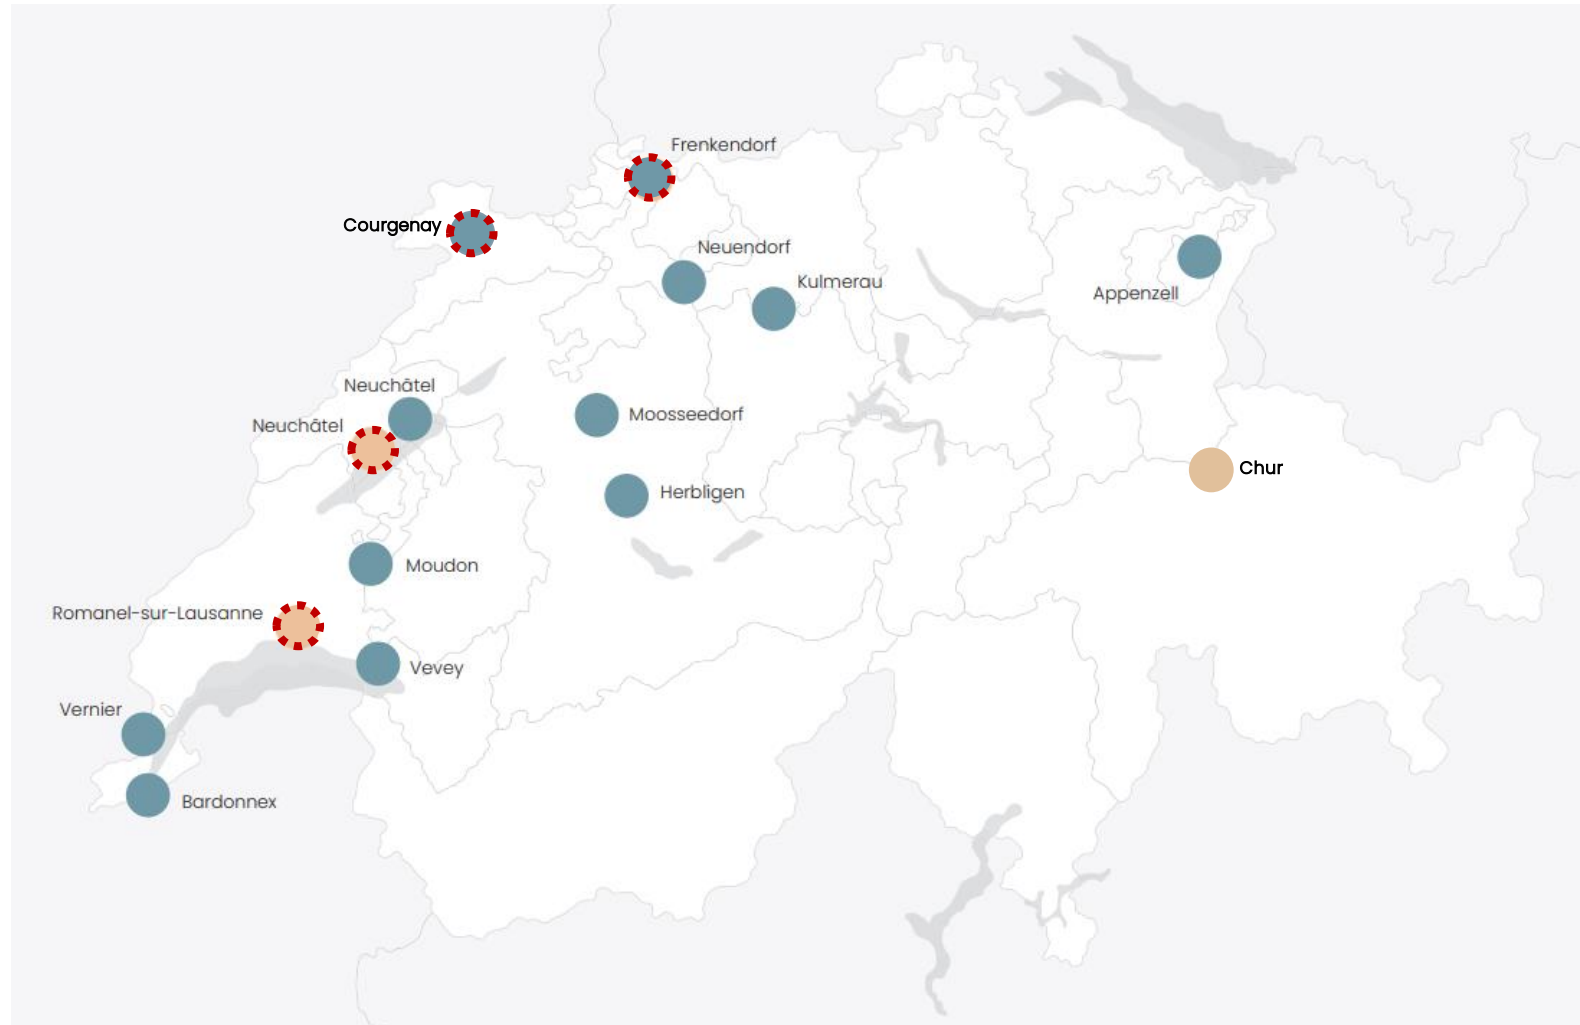 Frenkendorf
Courgenay
Neuendorf
Kulmerau
Appenzell
Neuchâtel
Neuchâtel
Moosseedorf
Chur
Herbligen
Moudon
Romanel-sur-Lausanne
Vevey
Vernier
Bardonnex